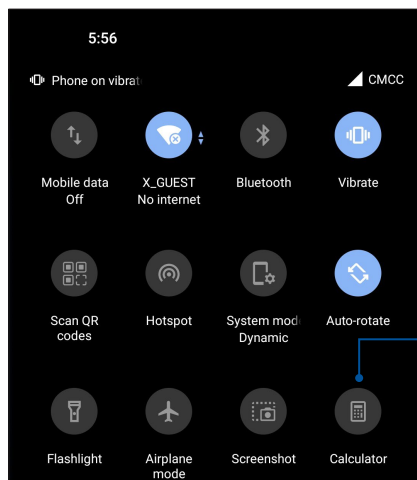 5:56
Phone on vibrat
CMCC
Mobile data
Off
X_GUEST
No internet
Bluetooth
Vibrate
Scan QR
codes
Hotspot
System mod
Dynamic
Auto-rotate
Flashlight
Airplane
mode
Screenshot
Calculator